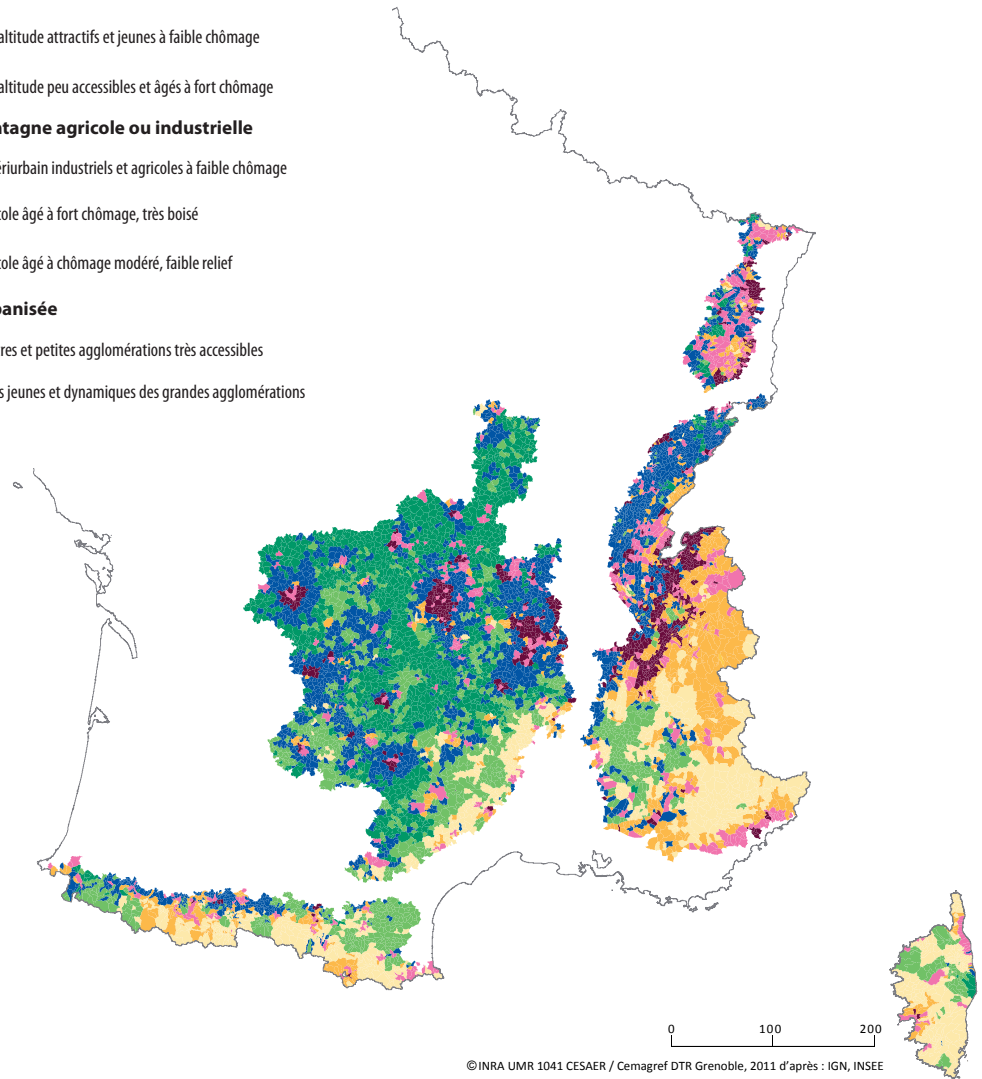 altitude attractifs et jeunes à faible chômage
altitude peu accessibles et âgés à fort chômage
tagne agricole ou industrielle
ériurbain industriels et agricoles à faible chômage
cole âgé à fort chômage, très boisé
cole âgé à chômage modéré, faible relief
banisée
res et petites agglomérations très accessibles
s jeunes et dynamiques des grandes agglomérations
0 100 200
©INRA UMR 1041 CESAER / Cemagref DTR Grenoble, 2011 d'après : IGN, INSEE